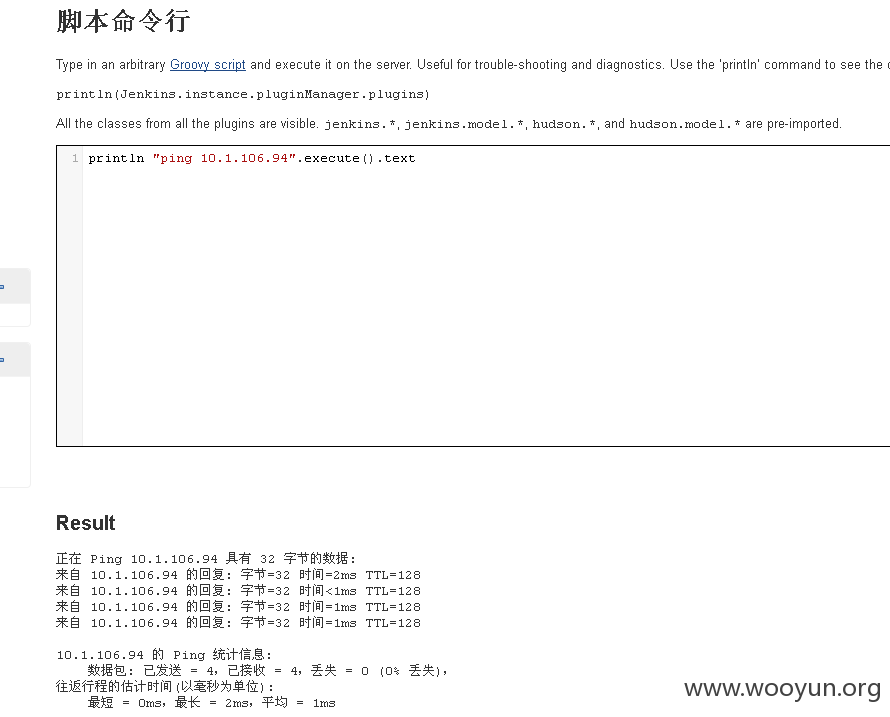 脚本命令行
Type in an arbitrary Groovy script and execute it on the server. Useful for trouble-shooting and diagnostics. Use the 'println' command to see the
println(Jenkins.instance.pluginManager.plugins)
All the classes from all the plugins are visible. jenkins.*, jenkins.model.*, hudson.*, and hudson.model.* are pre-imported.
1 println "ping 10.1.106.94".execute().text
Result
正在 Ping 10.1.106.94 具有 32 字节的数据:
来自 10.1.106.94 的回复: 字节=32 时间=2ms TTL=128
来自 10.1.106.94 的回复: 字节=32 时间<1ms TTL=128
来自 10.1.106.94 的回复: 字节=32 时间=1ms TTL=128
来自 10.1.106.94 的回复: 字节=32 时间=1ms TTL=128
10.1.106.94 的 Ping 统计信息:
数据包: 已发送 = 4，已接收 = 4，丢失 = 0 (0% 丢失)，
往返行程的估计时间(以毫秒为单位):
最短 = 0ms，最长 = 2ms，平均 = 1ms
www.wooyun.org